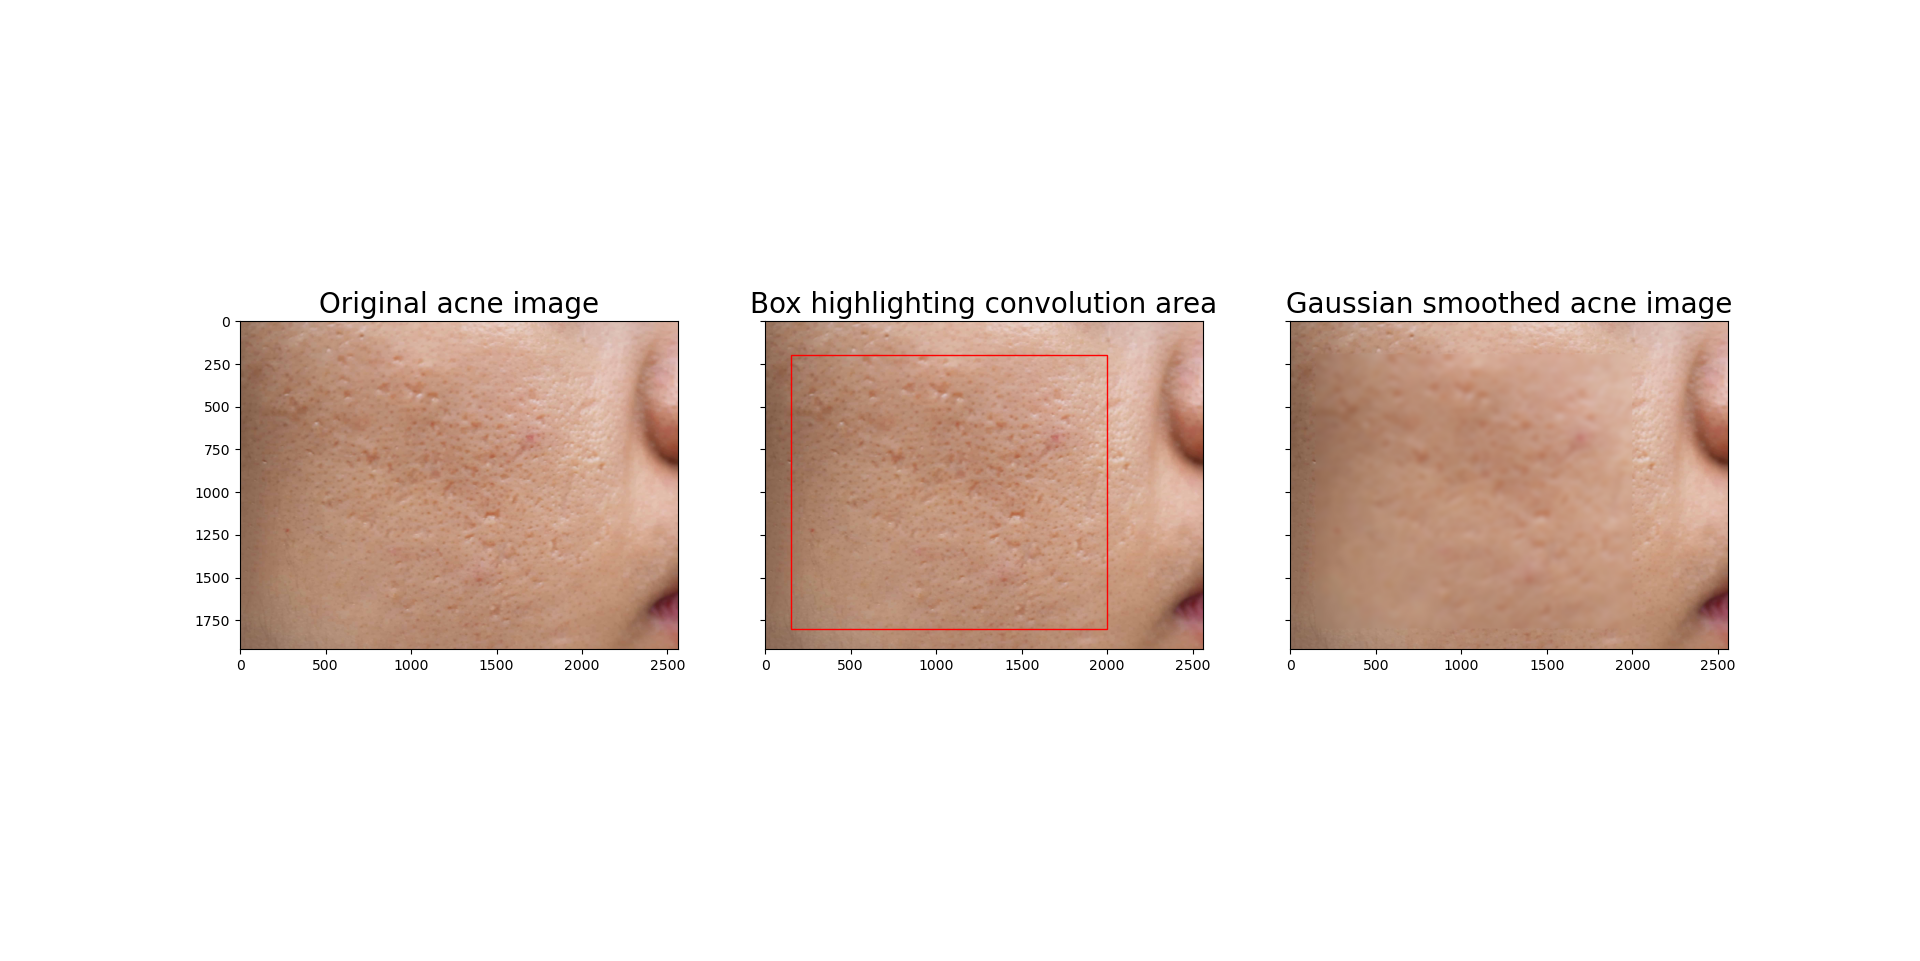 Original acne image
Box highlighting convolution area
Gaussian smoothed acne image
0
250
500
750
1000
1250
1500
1750
0 500 1000 1500 2000 2500
0 500 1000 1500 2000 2500
0 500 1000 1500 2000 2500